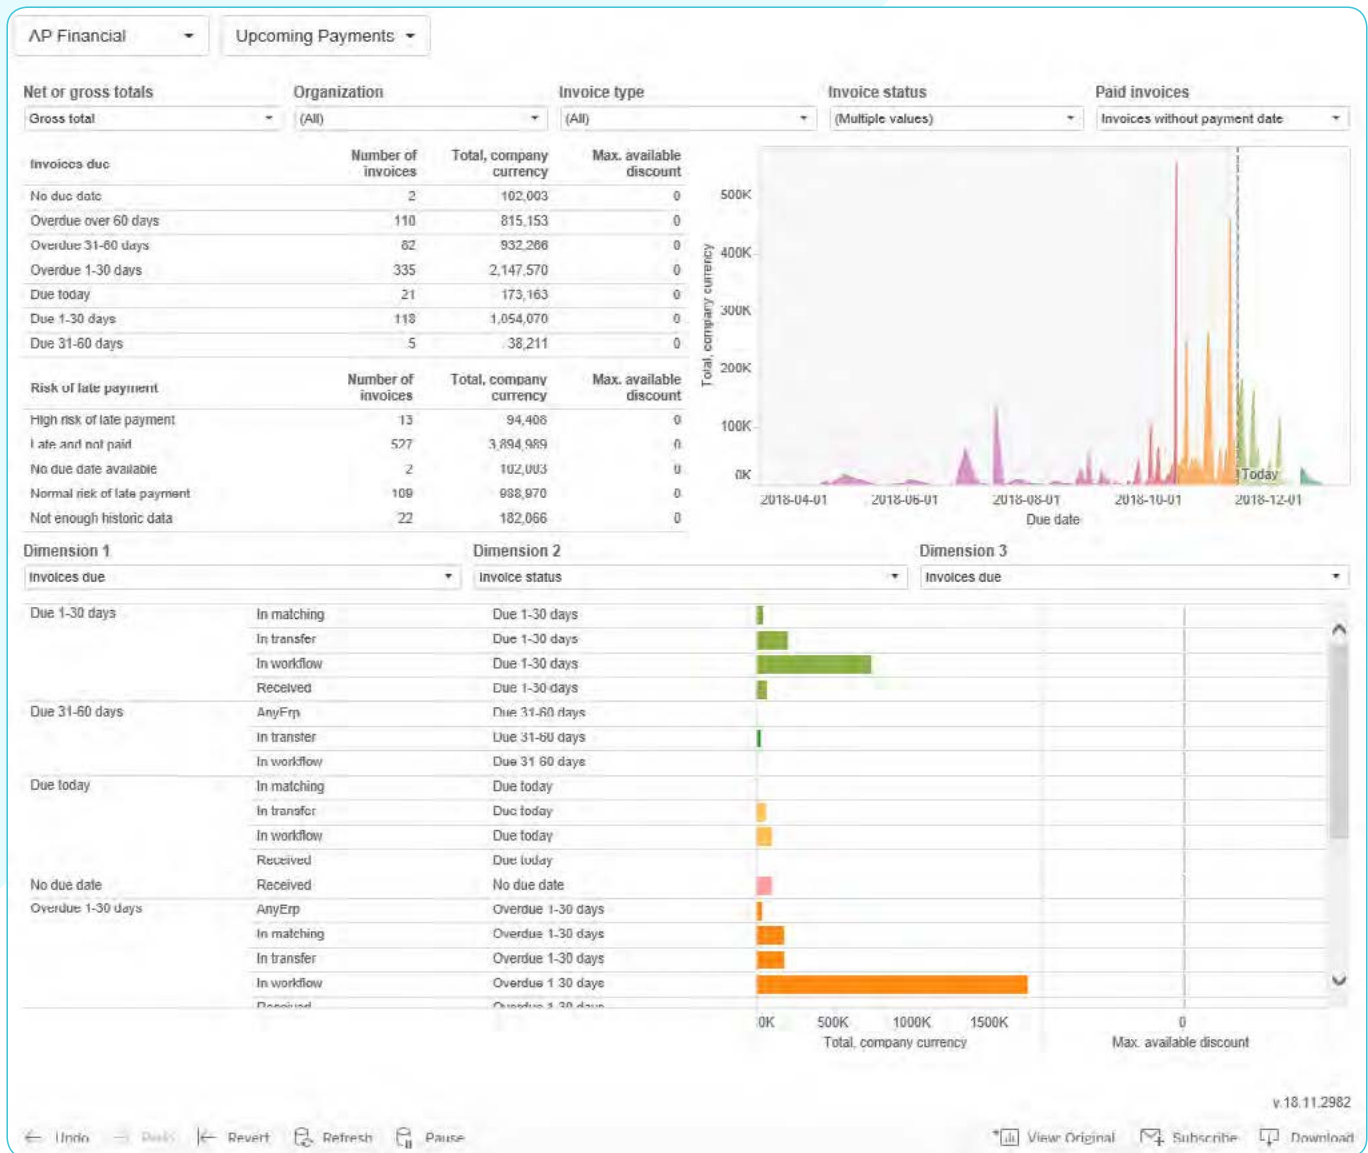 AP Financial Upcoming Payments
Net or gross totals Organization Invoice type Invoice status Paid invoices
Gross total (All) (All) (Multiple values) Invoices without payment date
Invoices due Number of invoices Total, company currency Max. available discount
No due date 2 102,003 0
Overdue over 60 days 110 815,153 0
Overdue 31-60 days 82 932,266 0
Overdue 1-30 days 335 2,147,570 0
Due today 21 173,163 0
Due 1-30 days 118 1,054,070 0
Due 31-60 days 5 38,211 0
Risk of late payment Number of invoices Total, company currency Max. available discount
High risk of late payment 13 94,408 0
Late and not paid 527 3,894,989 0
No due date available 2 102,003 0
Normal risk of late payment 109 988,970 0
Not enough historic data 22 182,066 0
Total, company currency
500K
400K
300K
200K
100K
0K
Today
2018-04-01 2018-06-01 2018-08-01 2018-10-01 2018-12-01
Due date
Dimension 1 Dimension 2 Dimension 3
Invoices due Invoice status Invoices due
Due 1-30 days In matching Due 1-30 days
In transfer Due 1-30 days
In workflow Due 1-30 days
Received Due 1-30 days
Due 31-60 days AnyErp Due 31-60 days
In transfer Due 31-60 days
In workflow Due 31-60 days
Due today In matching Due today
In transfer Due today
In workflow Due today
Received Due today
No due date Received No due date
Overdue 1-30 days AnyErp Overdue 1-30 days
In matching Overdue 1-30 days
In transfer Overdue 1-30 days
In workflow Overdue 1-30 days
Received Overdue 1-30 days
0K 500K 1000K 1500K 0
Total, company currency Max. available discount
v.18.11.2982
Undo Redo Revert Refresh Pause View: Original Subscribe Download